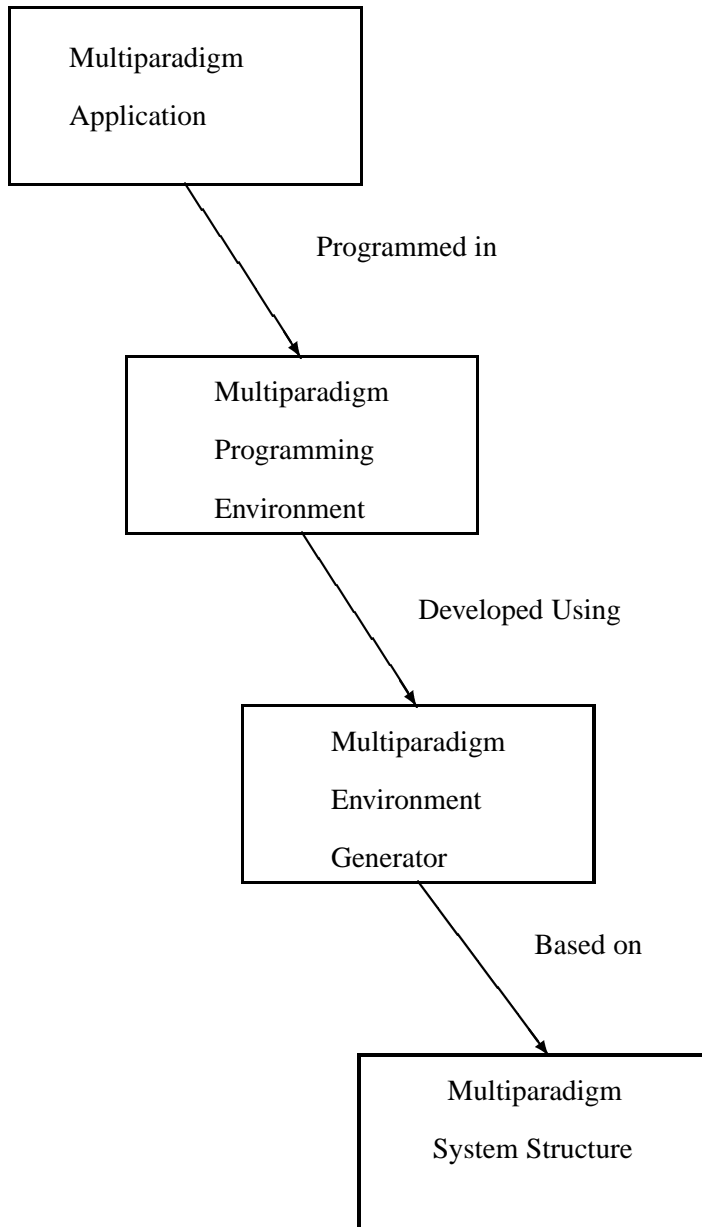 Multiparadigm
Application
Programmed in
Multiparadigm
Programming
Environment
Developed Using
Multiparadigm
Environment
Generator
Based on
Multiparadigm
System Structure